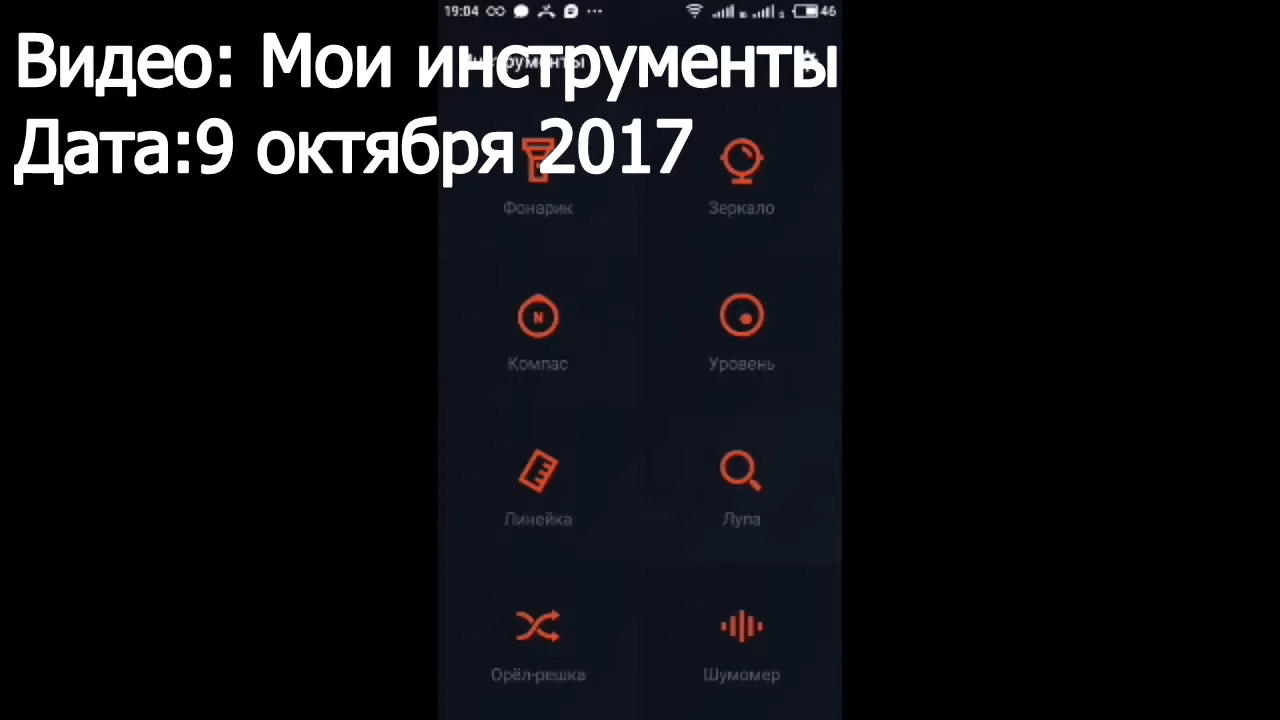 19:04 46
Видео: Мои инструменты
Инструменты
Дата:9 октября 2017
Фонарик Зеркало
Компас Уровень
N
Линейка Лупа
Орёл-решка Шумомер